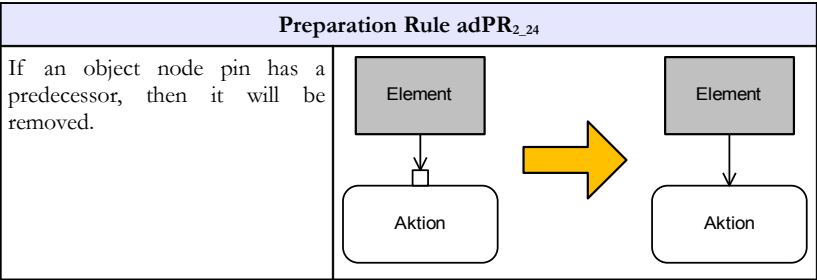 Preparation Rule adPR2_24
If an object node pin has a
predecessor, then it will be
removed.
Element
Element
Aktion
Aktion